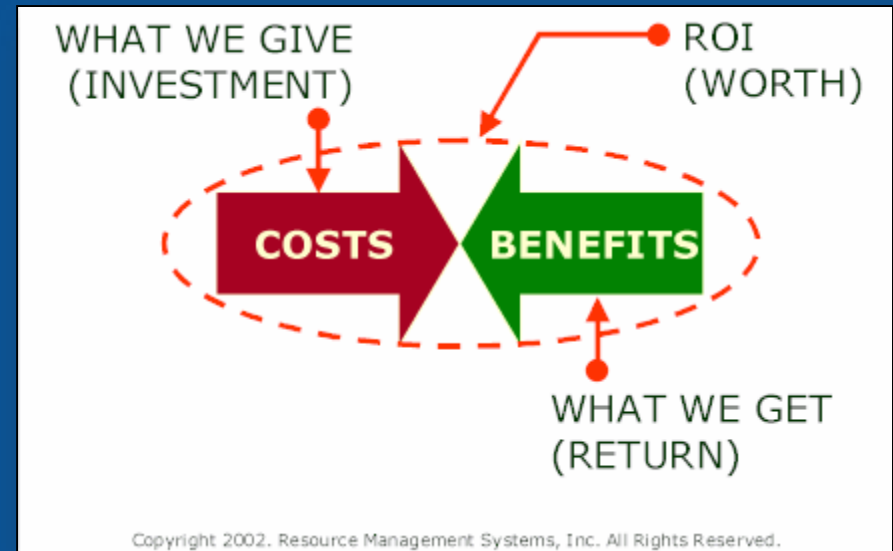 WHAT WE GIVE
(INVESTMENT)
ROI
(WORTH)
COSTS
BENEFITS
WHAT WE GET
(RETURN)
Copyright 2002. Resource Management Systems, Inc. All Rights Reserved.